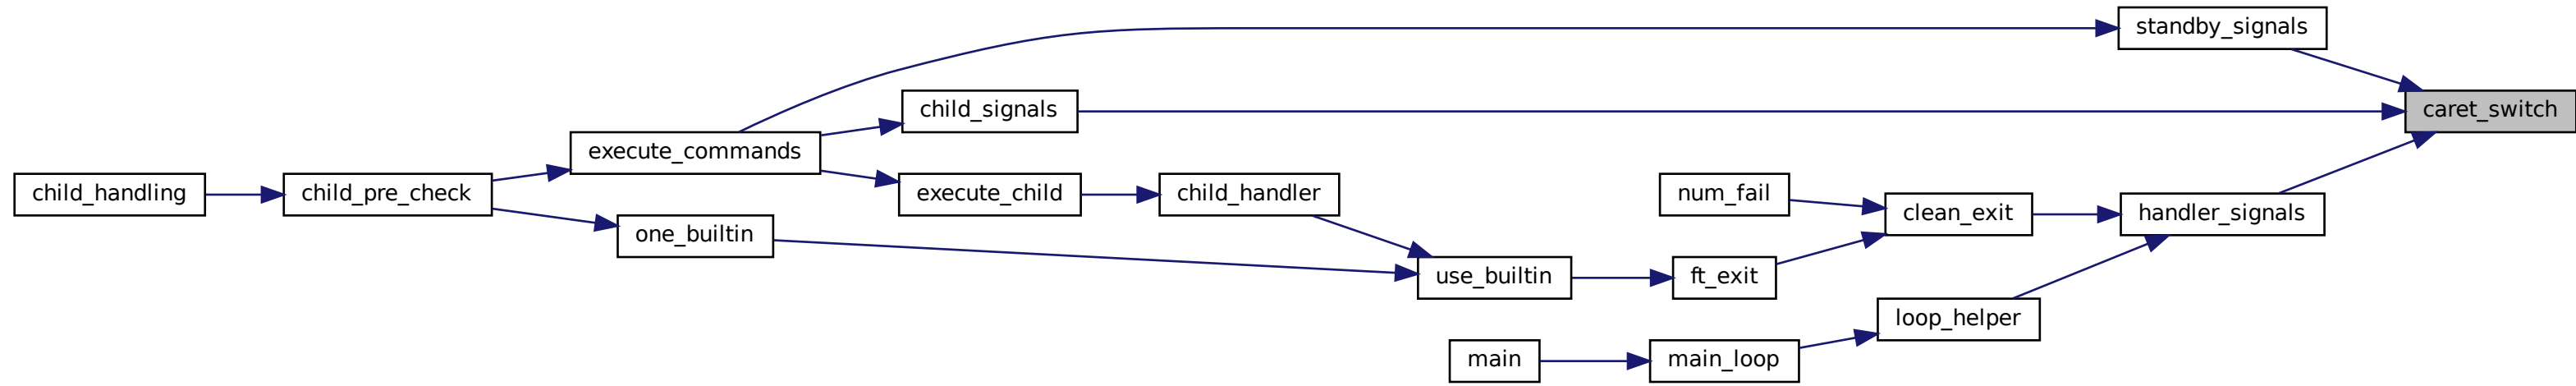 standby_signals
child_signals
caret_switch
execute_commands
child_handling
child_pre_check
execute_child
child_handler
num_fail
clean_exit
handler_signals
one_builtin
use_builtin
ft_exit
loop_helper
main
main_loop